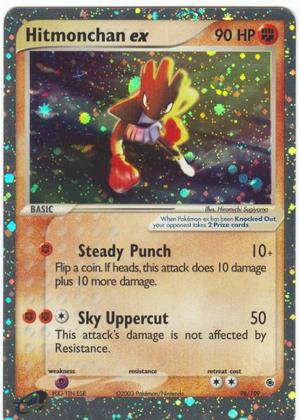 Hitmonchan ex 90 HP
Illus. Hiromichi Sugiyama
BASIC
When Pokémon ex has been Knocked Out
your opponent takes 2 Prize cards.
Steady Punch 10+
Flip a coin. If heads, this attack does 10 damage
plus 10 more damage.
Sky Uppercut 50
This attack's damage is not affected by
Resistance.
weakness resistance retreat cost
©2003 Pokémon/Nintendo 98/109